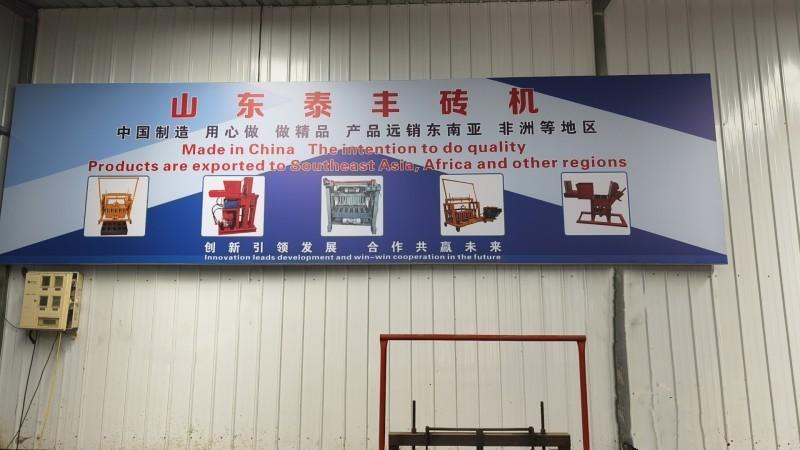 山东泰丰砖机
中国制造 用心做 做精品 产品远销东南亚 非洲等地区
Made in China The intention to do quality
Products are exported to Southeast Asia, Africa and other regions
创新引领发展 合作共赢未来
Innovation leads development and win-win cooperation in the future